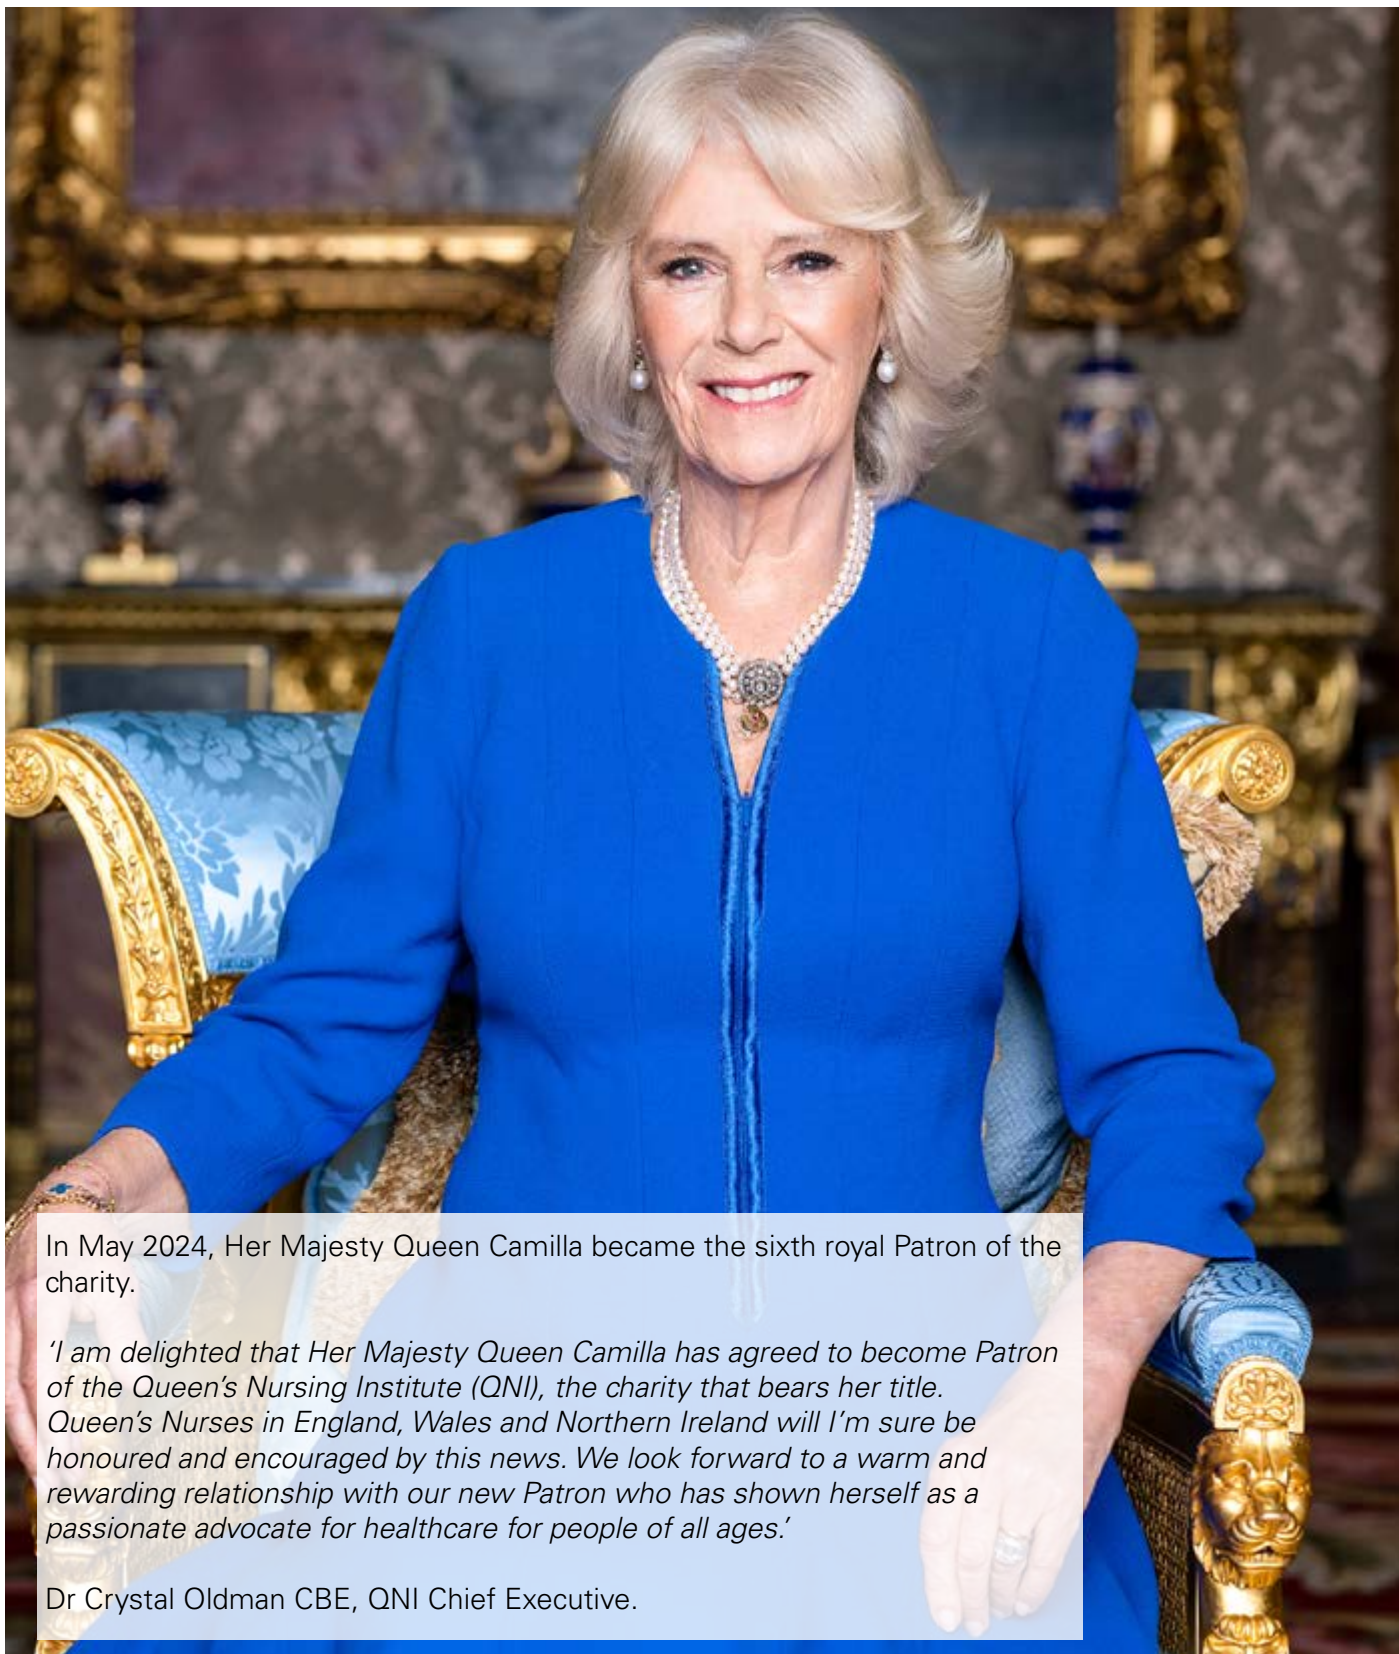 In May 2024, Her Majesty Queen Camilla became the sixth royal Patron of the
charity.
‘I am delighted that Her Majesty Queen Camilla has agreed to become Patron
of the Queen’s Nursing Institute (QNI), the charity that bears her title.
Queen’s Nurses in England, Wales and Northern Ireland will I’m sure be
honoured and encouraged by this news. We look forward to a warm and
rewarding relationship with our new Patron who has shown herself as a
passionate advocate for healthcare for people of all ages.’
Dr Crystal Oldman CBE, QNI Chief Executive.